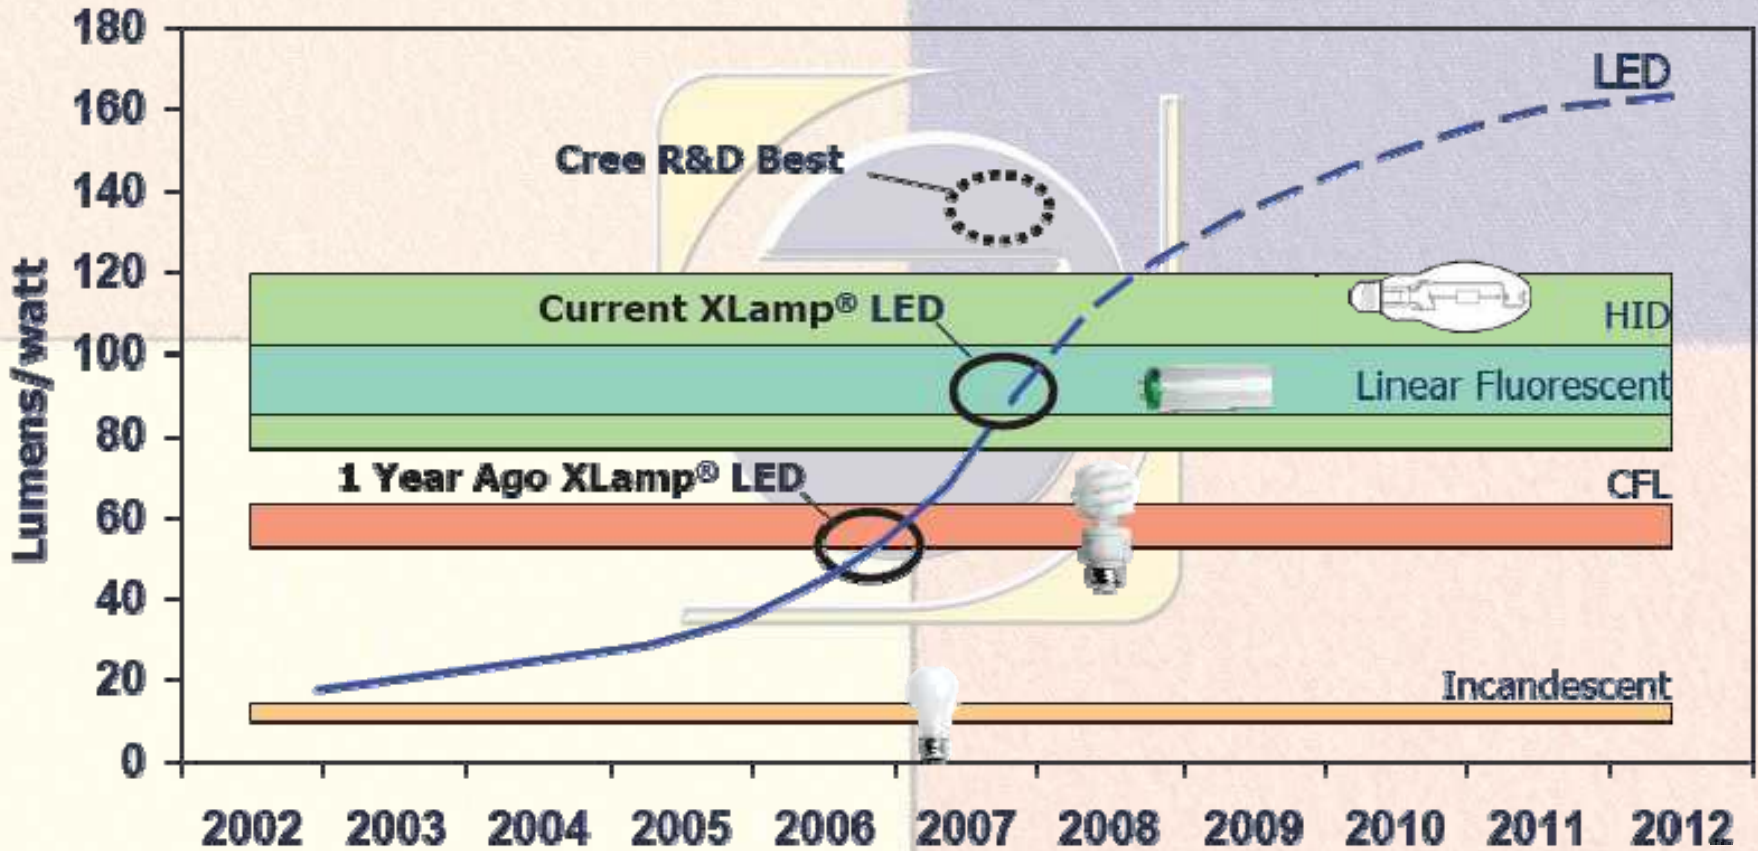 180
160
140
120
100
80
60
40
20
0
Lumens/watt
LED
Cree R&D Best
Current XLamp® LED
HID
Linear Fluorescent
1 Year Ago XLamp® LED
CFL
Incandescent
2002 2003 2004 2005 2006 2007 2008 2009 2010 2011 2012